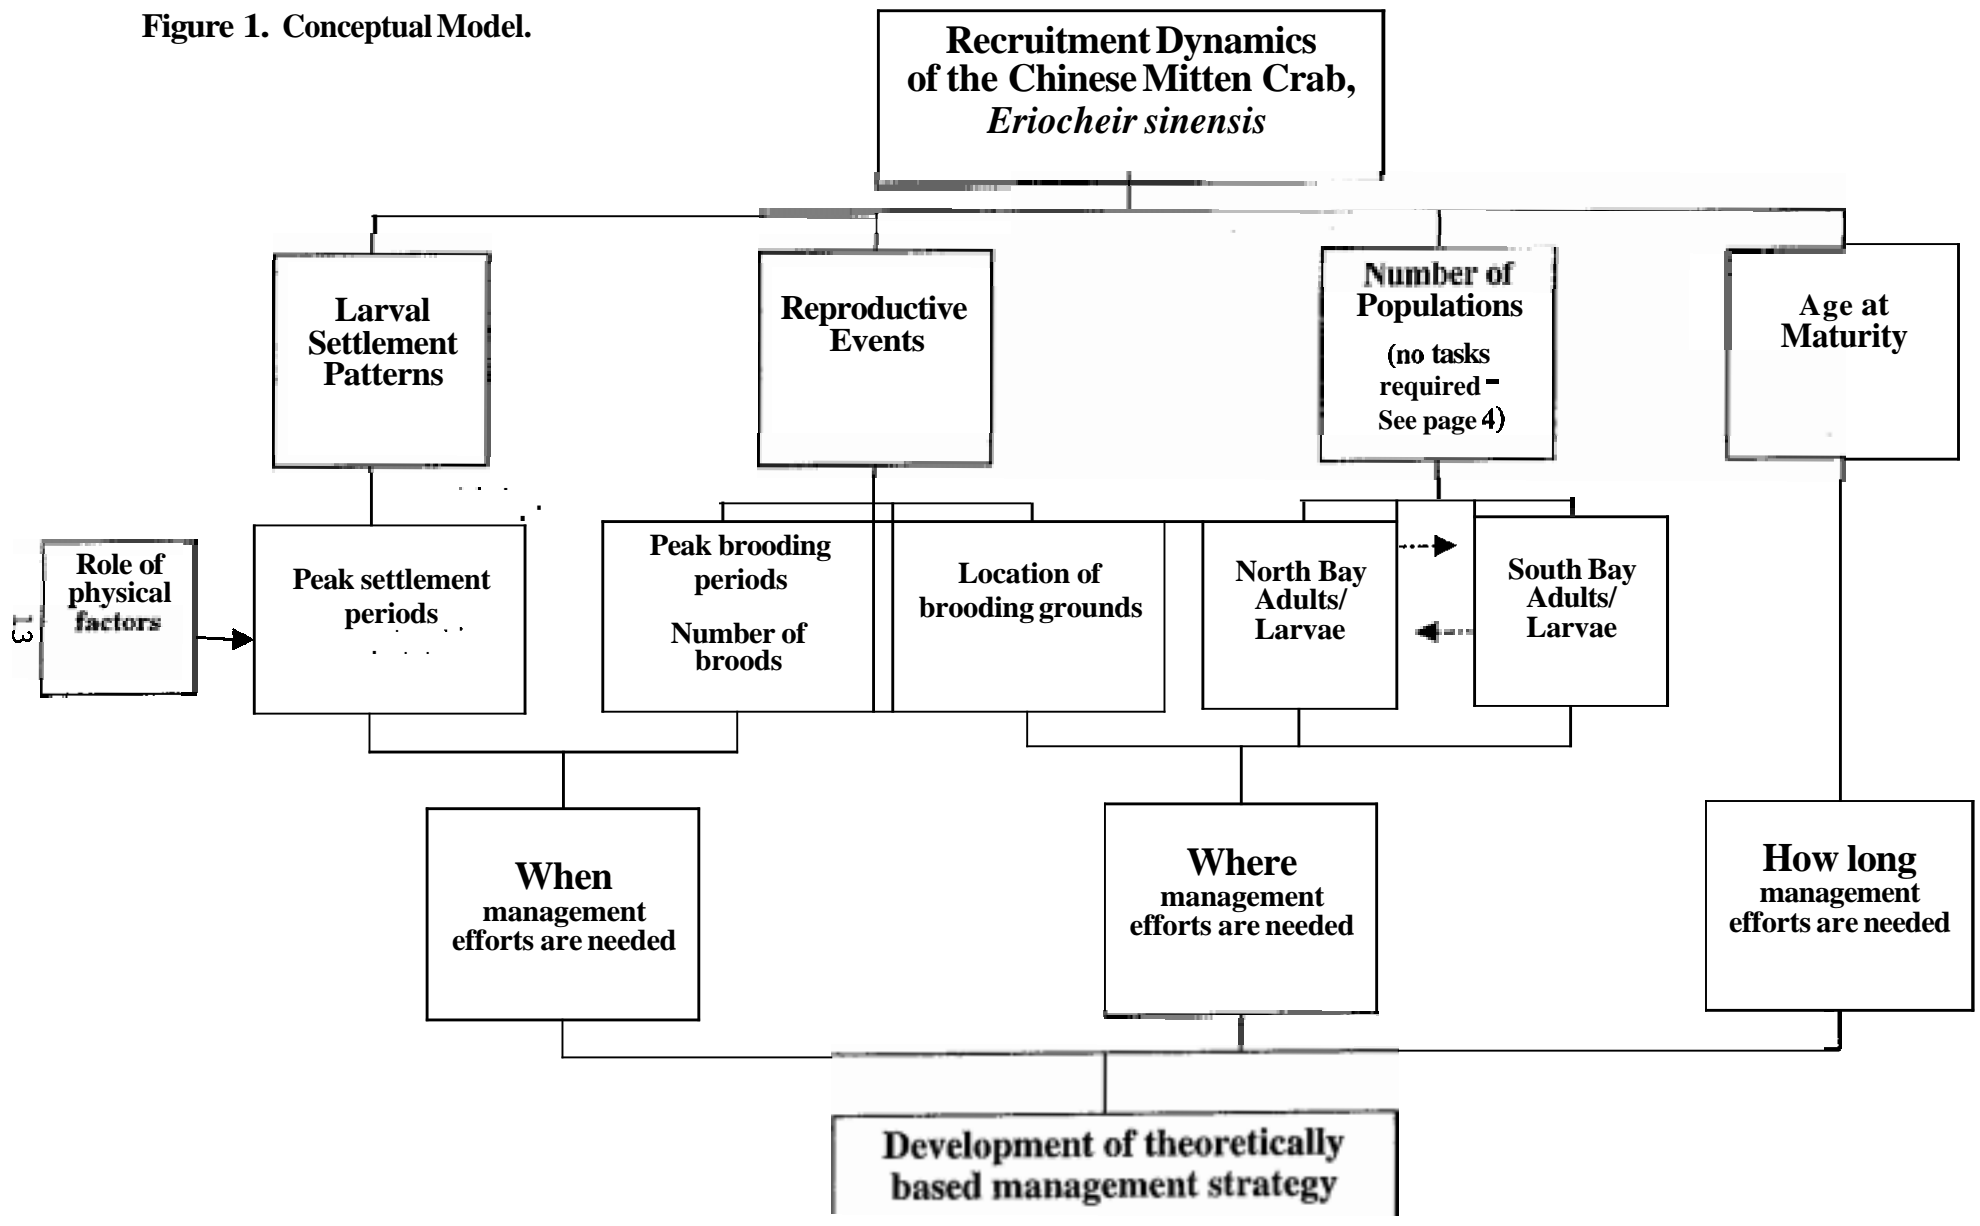 Figure 1. Conceptual Model.
Recruitment Dynamics
of the Chinese Mitten Crab,
Eriocheir sinensis
Larval
Settlement
Patterns
Reproductive
Events
Number of
Populations
(no tasks
required -
See page 4)
Age at
Maturity
Role of
physical
factors
Peak settlement
periods
Peak brooding
periods
Number of
broods
Location of
brooding grounds
North Bay
Adults/
Larvae
South Bay
Adults/
Larvae
13
When
management
efforts are needed
Where
management
efforts are needed
How long
management
efforts are needed
Development of theoretically
based management strategy